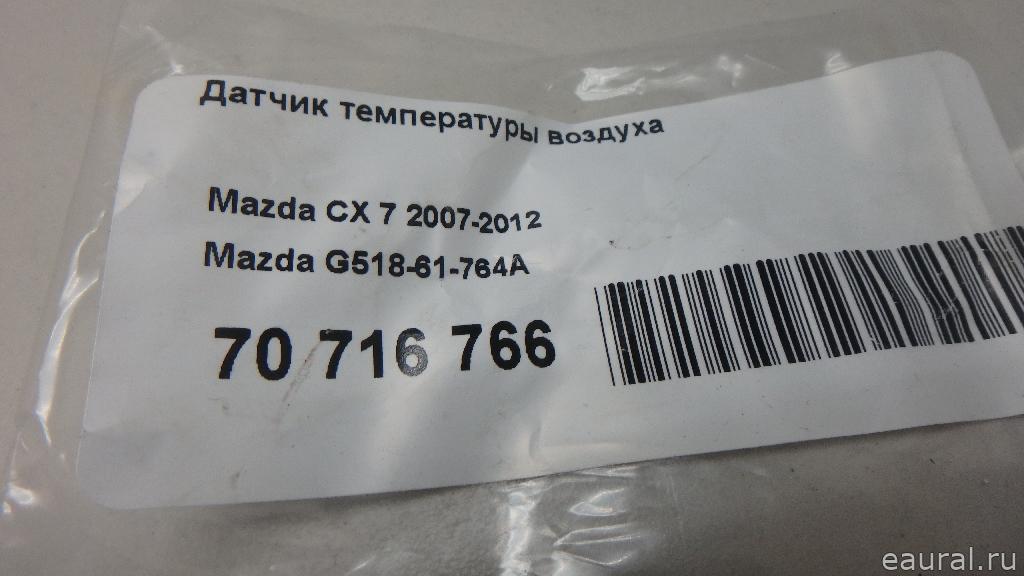 Датчик температуры воздуха
Mazda CX 7 2007-2012
Mazda G518-61-764A
70 716 766
eaural.ru